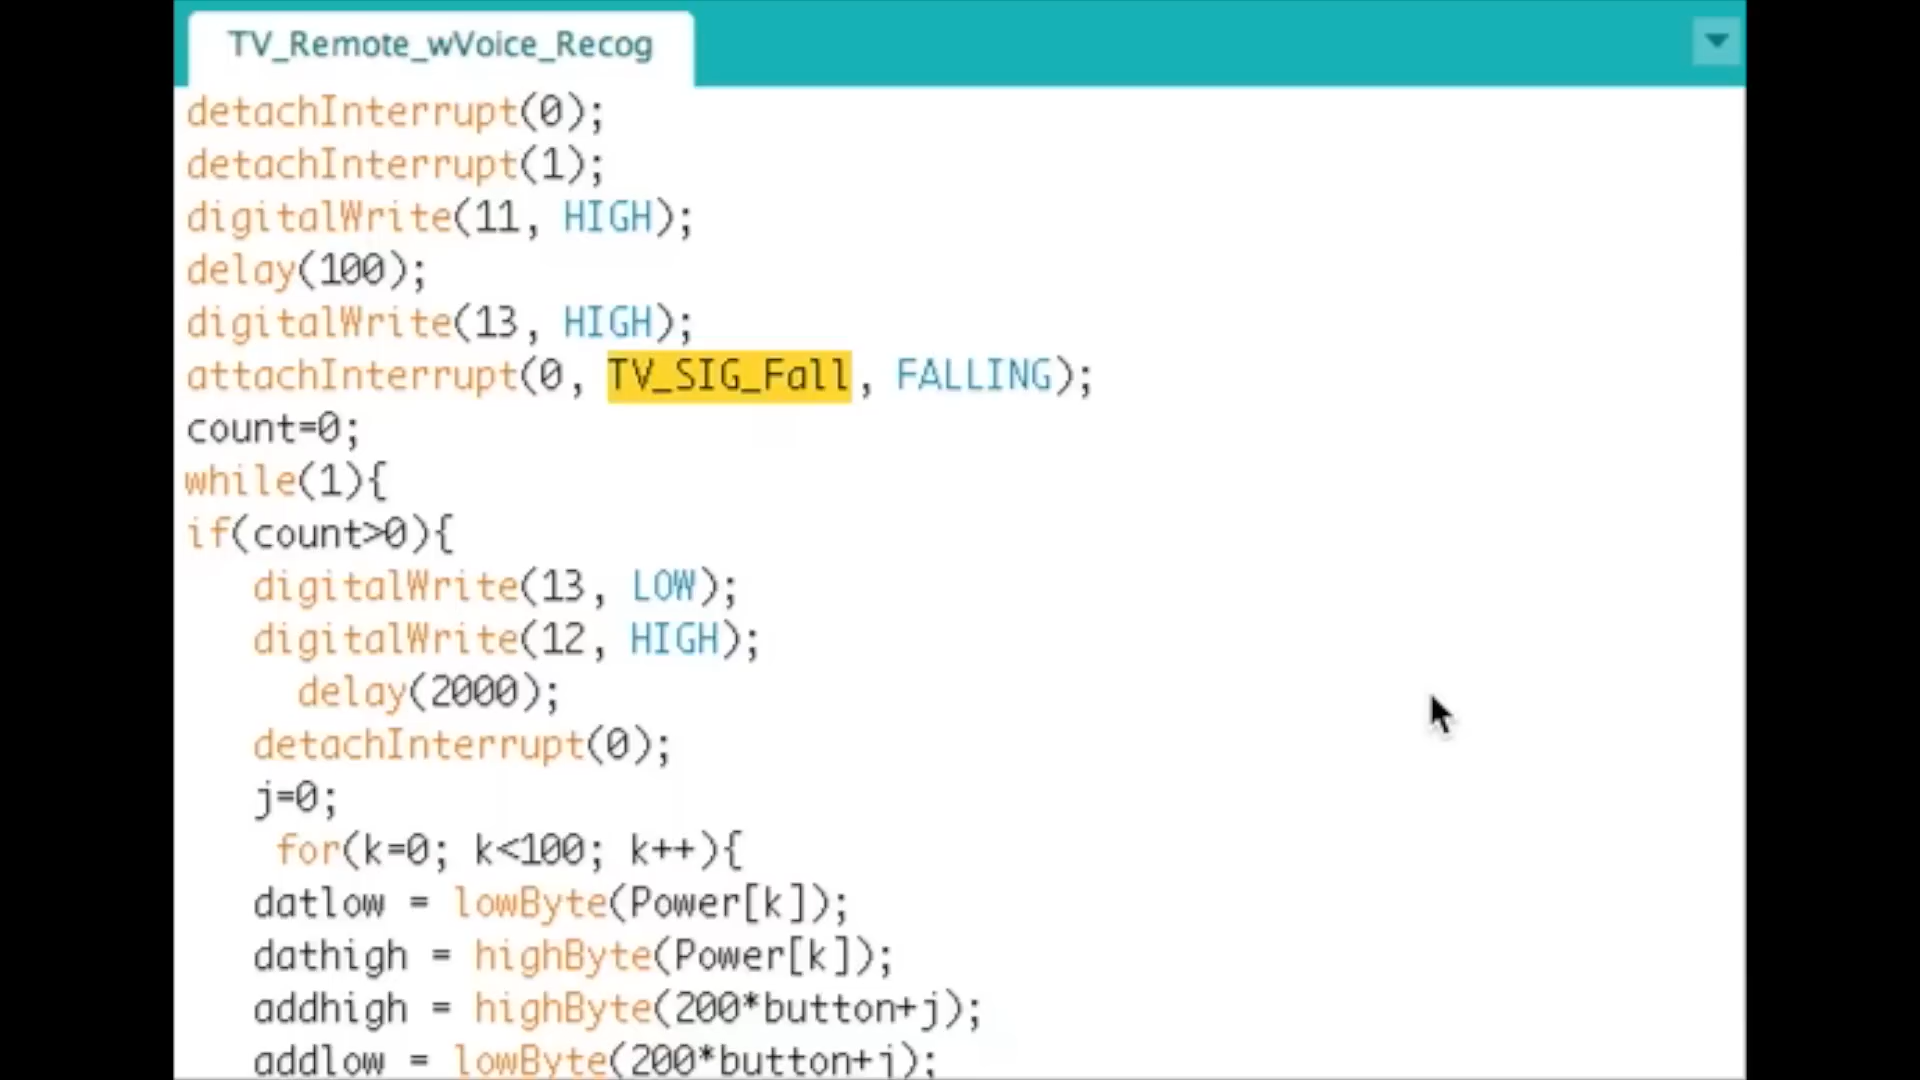 TV_Remote_wVoice_Recog
detachInterrupt(0);
detachInterrupt(1);
digitalWrite(11, HIGH);
delay(100);
digitalWrite(13, HIGH);
attachInterrupt(0, TV_SIG_Fall, FALLING);
count=0;
while(1){
if(count>0){
digitalWrite(13, LOW);
digitalWrite(12, HIGH);
delay(2000);
detachInterrupt(0);
j=0;
for(k=0; k<100; k++){
datlow = lowByte(Power[k]);
dathigh = highByte(Power[k]);
addhigh = highByte(200*button+j);
addlow = lowByte(200*button+j);